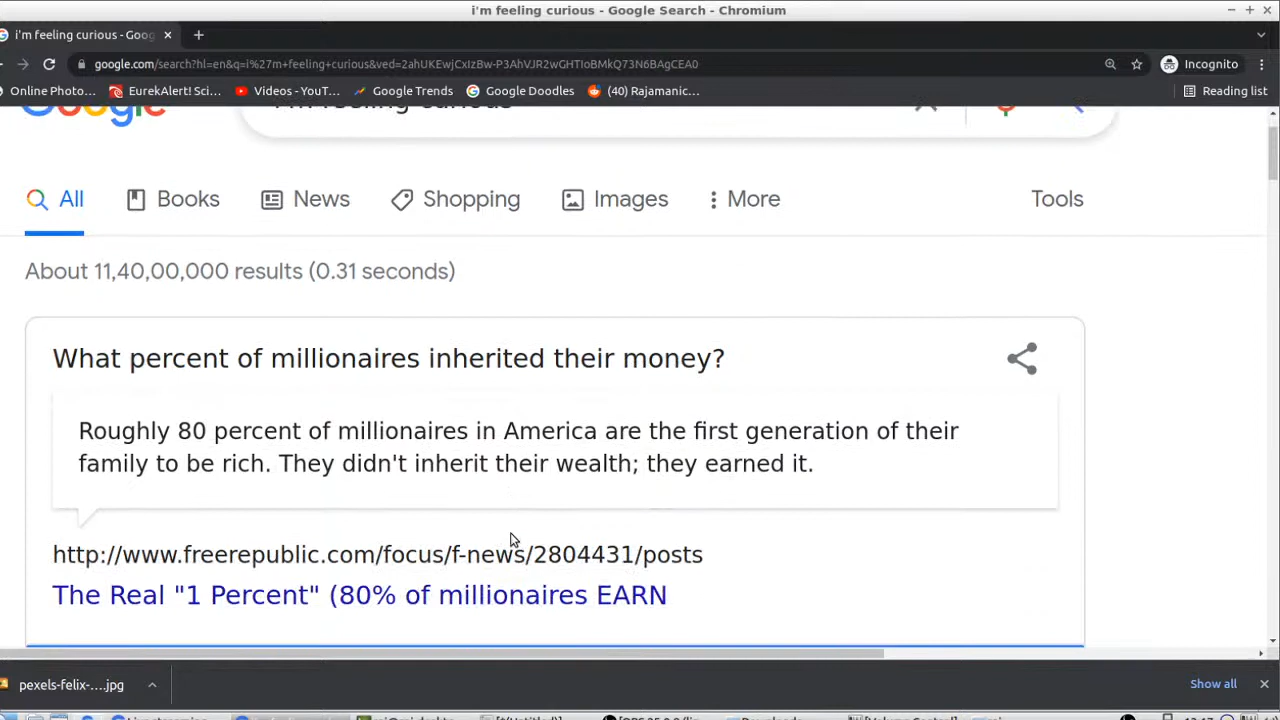 i'm feeling curious - Google Search - Chromium
i'm feeling curious - Goog
google.com/search?hl=en&q=i%27m+feeling+curious&ved=2ahUKEwjCxIzBw-P3AhVJR2wGHTIoBMkQ73N6BAgCEA0
Incognito
Online Photo...
EurekAlert! Sci...
Videos - YouT...
Google Trends
Google Doodles
(40) Rajamanic...
Reading list
Google
i'm feeling curious
All
Books
News
Shopping
Images
More
Tools
About 11,40,00,000 results (0.31 seconds)
What percent of millionaires inherited their money?
Roughly 80 percent of millionaires in America are the first generation of their
family to be rich. They didn't inherit their wealth; they earned it.
http://www.freerepublic.com/focus/f-news/2804431/posts
The Real "1 Percent" (80% of millionaires EARN
pexels-felix-....jpg
Show all